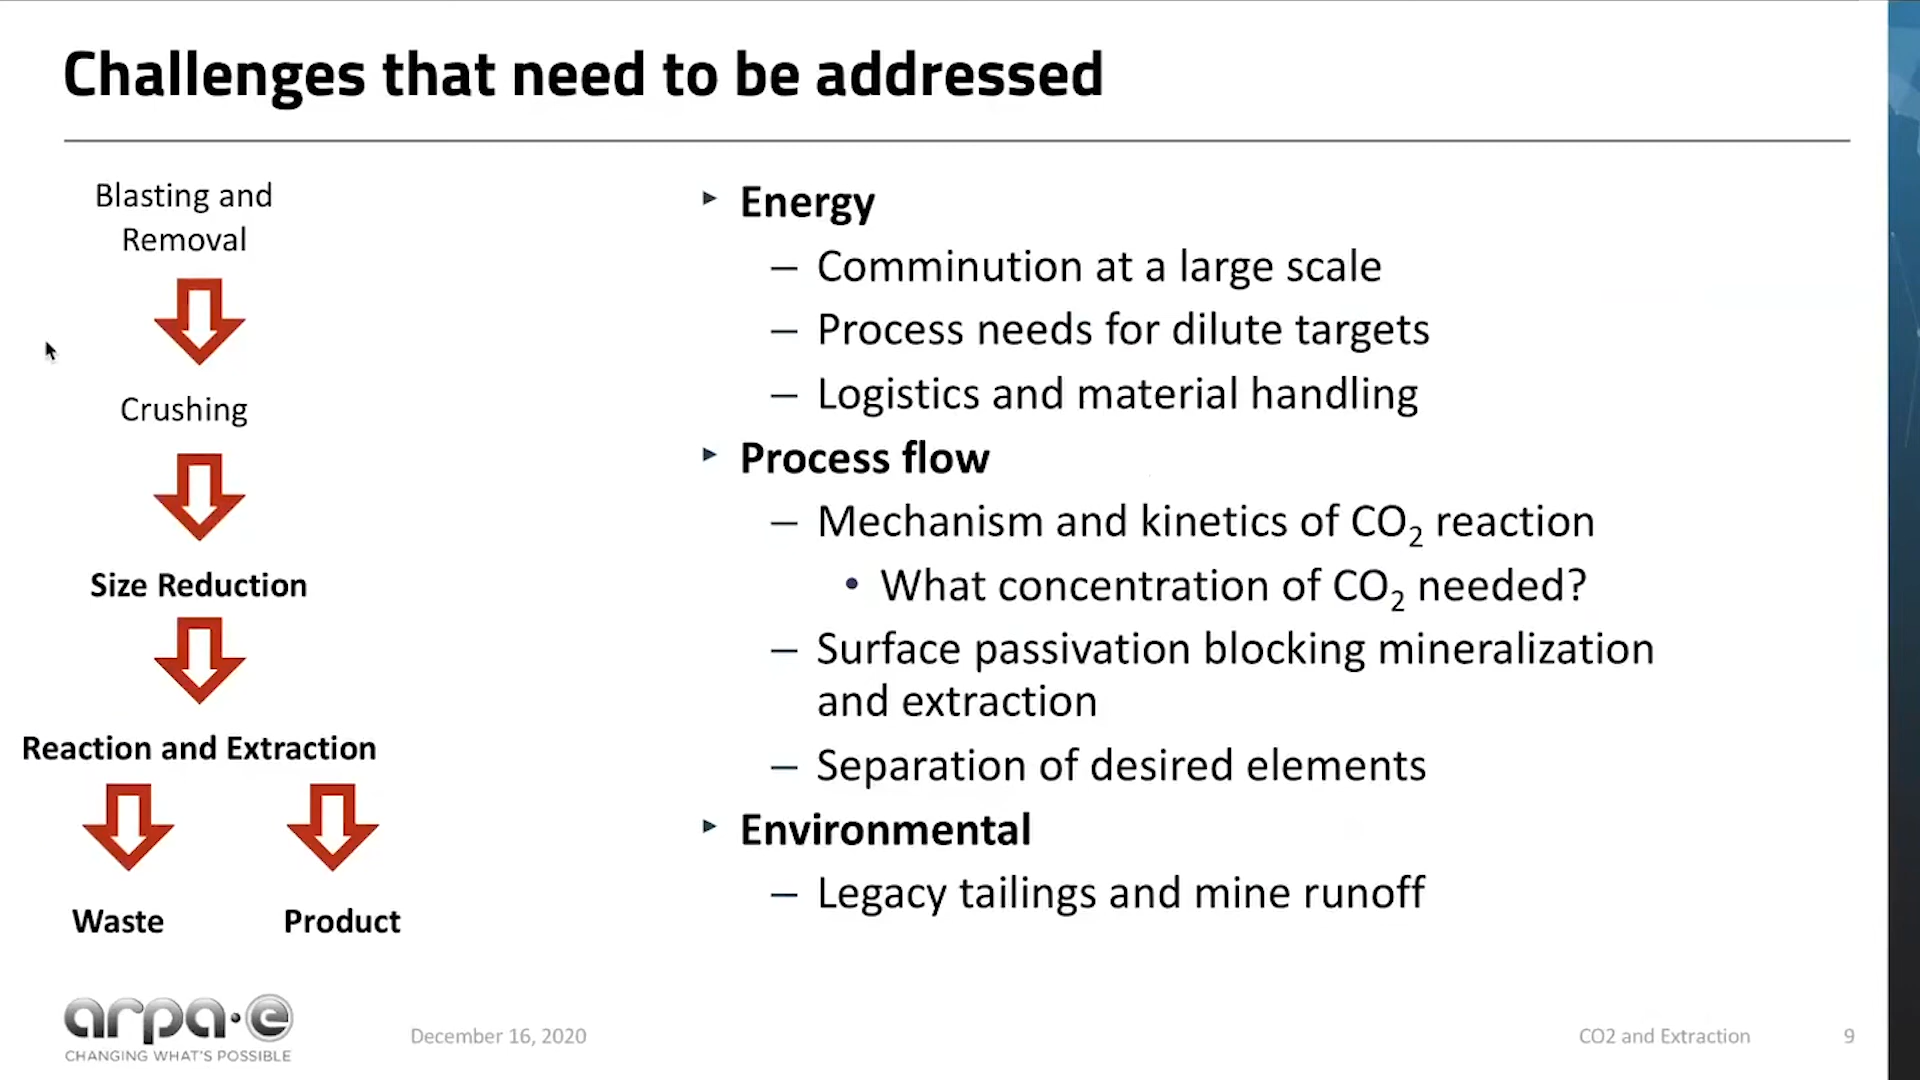 Challenges that need to be addressed
Blasting and
Removal
Crushing
Size Reduction
Reaction and Extraction
Waste
Product
▸ Energy
– Comminution at a large scale
– Process needs for dilute targets
– Logistics and material handling
▸ Process flow
– Mechanism and kinetics of CO₂ reaction
• What concentration of CO₂ needed?
– Surface passivation blocking mineralization
and extraction
– Separation of desired elements
▸ Environmental
– Legacy tailings and mine runoff
arpa·e
CHANGING WHAT'S POSSIBLE
December 16, 2020
CO2 and Extraction
9